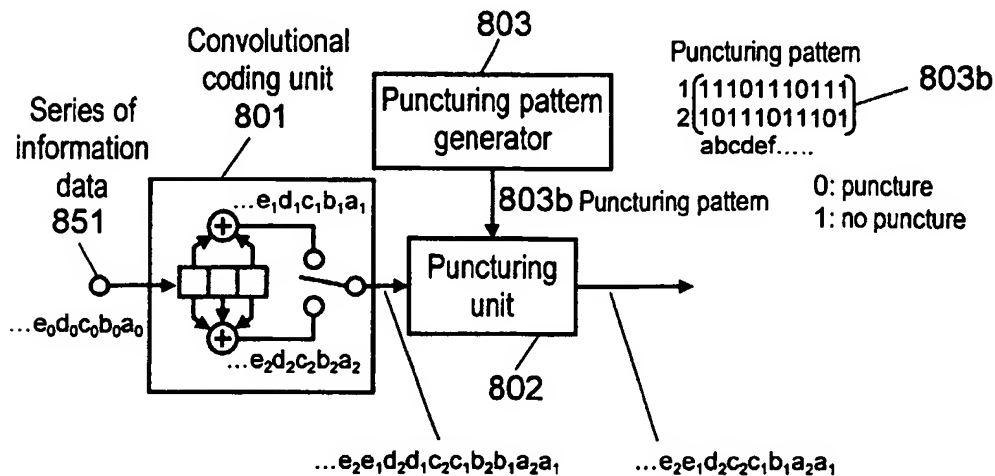 Convolutional
coding unit
801
803
Puncturing pattern
generator
Puncturing pattern
1 11101110111
2 10111011101
abcdef.....
803b
0: puncture
1: no puncture
Series of
information
data
851
...e₁d₁c₁b₁a₁
803b Puncturing pattern
Puncturing
unit
802
...e₀d₀c₀b₀a₀
...e₂d₂c₂b₂a₂
...e₂e₁d₂d₁c₂c₁b₂b₁a₂a₁
...e₂e₁d₂c₂c₁b₁a₂a₁